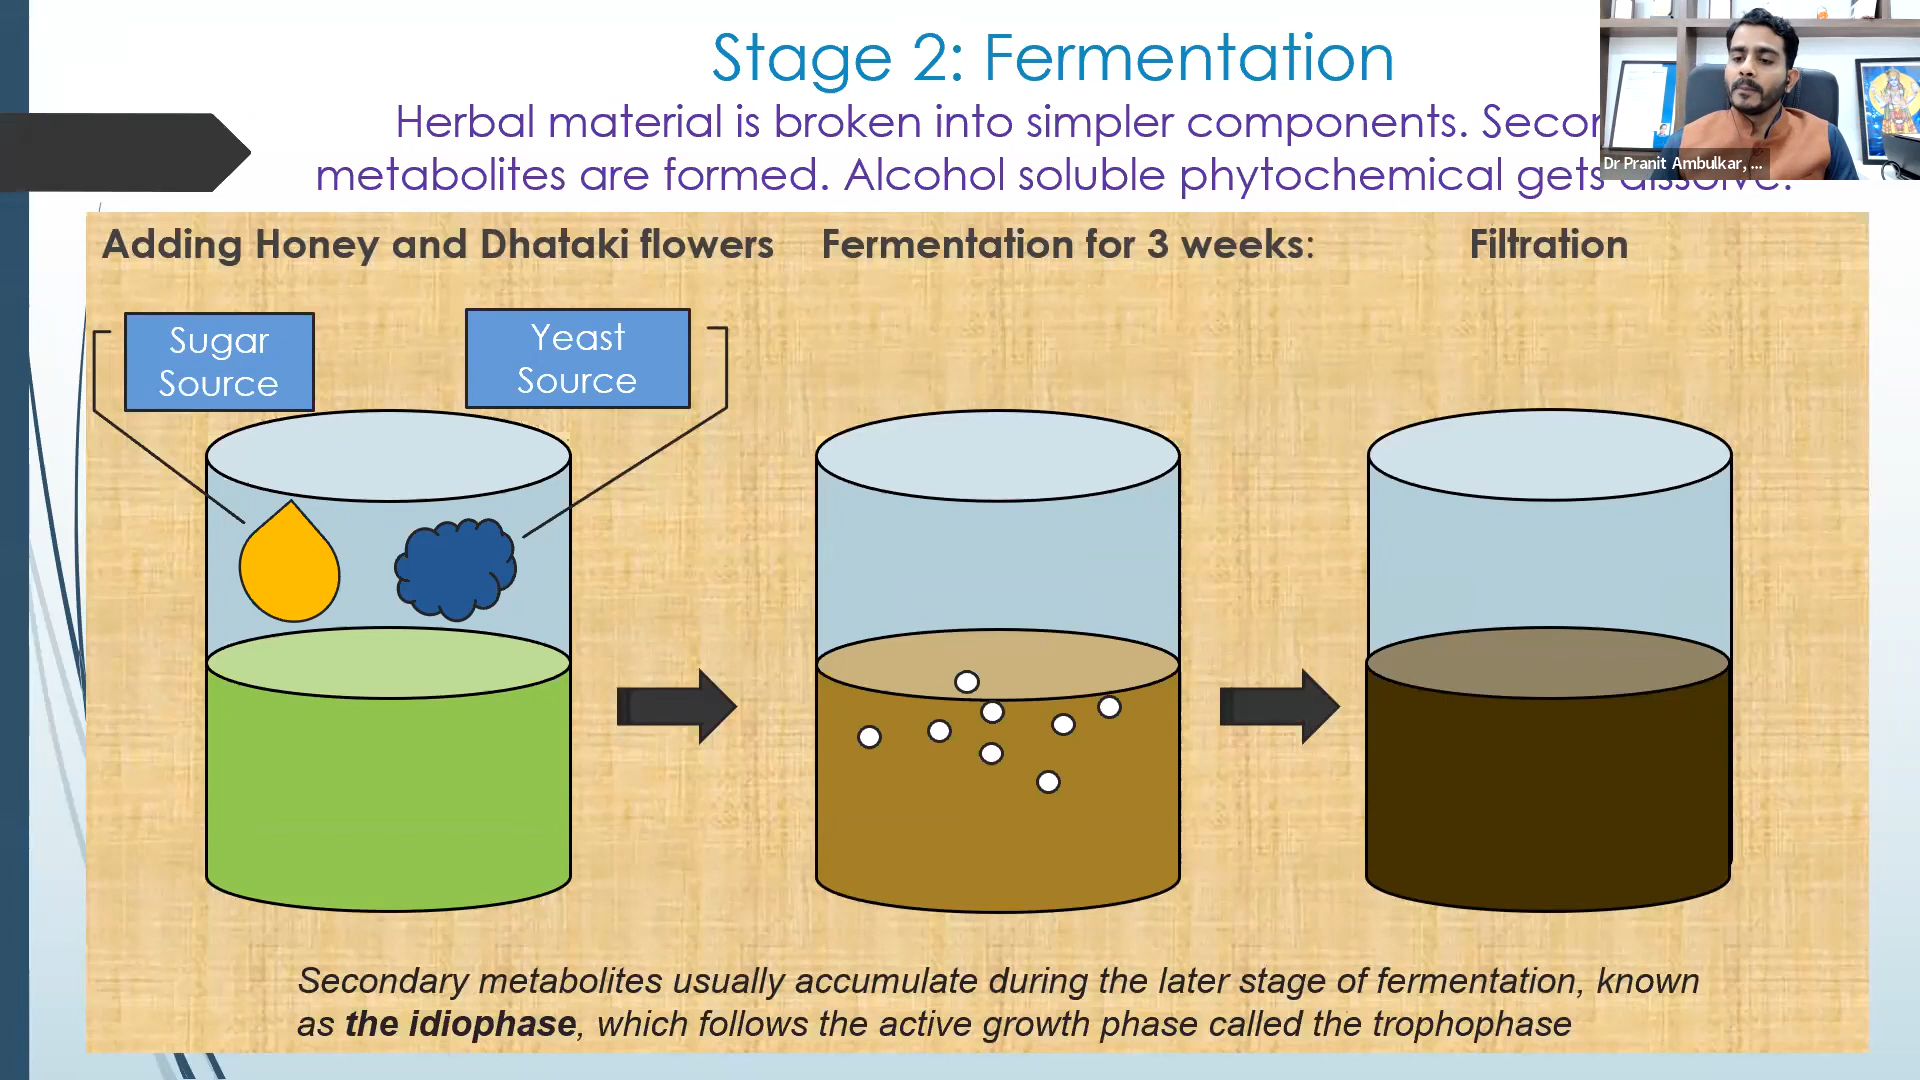 Stage 2: Fermentation
Herbal material is broken into simpler components.
metabolites are formed. Alcohol soluble phytochemical gets
Dr Pranit Ambulkar, ...
Adding Honey and Dhataki flowers
Fermentation for 3 weeks:
Filtration
Sugar
Source
Yeast
Source
Secondary metabolites usually accumulate during the later stage of fermentation, known
as the idiophase, which follows the active growth phase called the trophophase